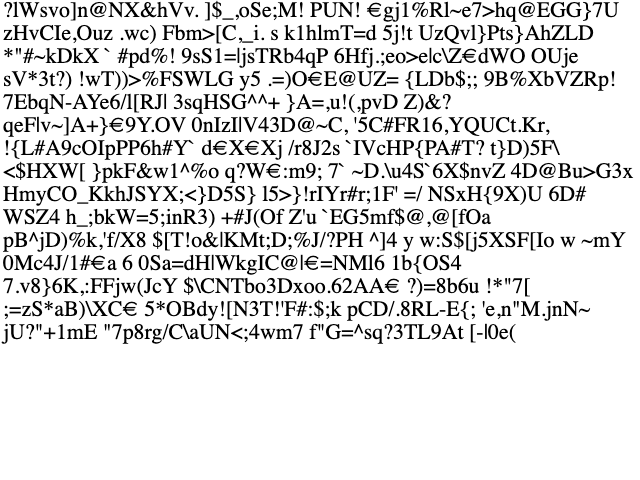 ?lWsvo]n@NX&hVv. ]$_,oSe;M! PUN! €gj1%Rl~e7>hq@EGG}7U
zHvCIe,Ouz .wc) Fbm>[C,_i. s k1hlmT=d 5j!t UzQvl}Pts}AhZLD
*"#~kDkX ` #pd%! 9sS1=|jsTRb4qP 6Hfj.;eo>e|c\Z€dWO OUje
sV*3t?) !wT))>%FSWLG y5 .=)O€E@UZ= {LDb$;; 9B%XbVZRp!
7EbqN-AYe6/l[RJ| 3sqHSG^^+ }A=,u!(,pvD Z)&?
qeF|v~]A+}€9Y.OV 0nIzI|V43D@~C, '5C#FR16,YQUCt.Kr,
!{L#A9cOIpPP6h#Y` d€X€Xj /r8J2s `IVcHP{PA#T? t}D)5F\
<$HXW[ }pkF&w1^%o q?W€:m9; 7` ~D.\u4S`6X$nvZ 4D@Bu>G3x
HmyCO_KkhJSYX;<}D5S} l5>}!rIYr#r;1F' =/ NSxH{9X)U 6D#
WSZ4 h_;bkW=5;inR3) +#J(Of Z'u `EG5mf$@,@[fOa
pB^jD)%k,'f/X8 $[T!o&|KMt;D;%J/?PH ^]4 y w:S$[j5XSF[Io w ~mY
0Mc4J/1#€a 6 0Sa=dH|WkgIC@|€=NMl6 1b{OS4
7.v8}6K,:FFjw(JcY $\CNTbo3Dxoo.62AA€ ?)=8b6u !*"7[
;=zS*aB)\XC€ 5*OBdy![N3T!'F#:$;k pCD/.8RL-E{; 'e,n"M.jnN~
jU?"+1mE "7p8rg/C\aUN<;4wm7 f"G=^sq?3TL9At [-|0e(